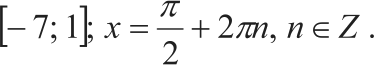 [−7; 1]; x = π/2 + 2πn, n ∈ Z .